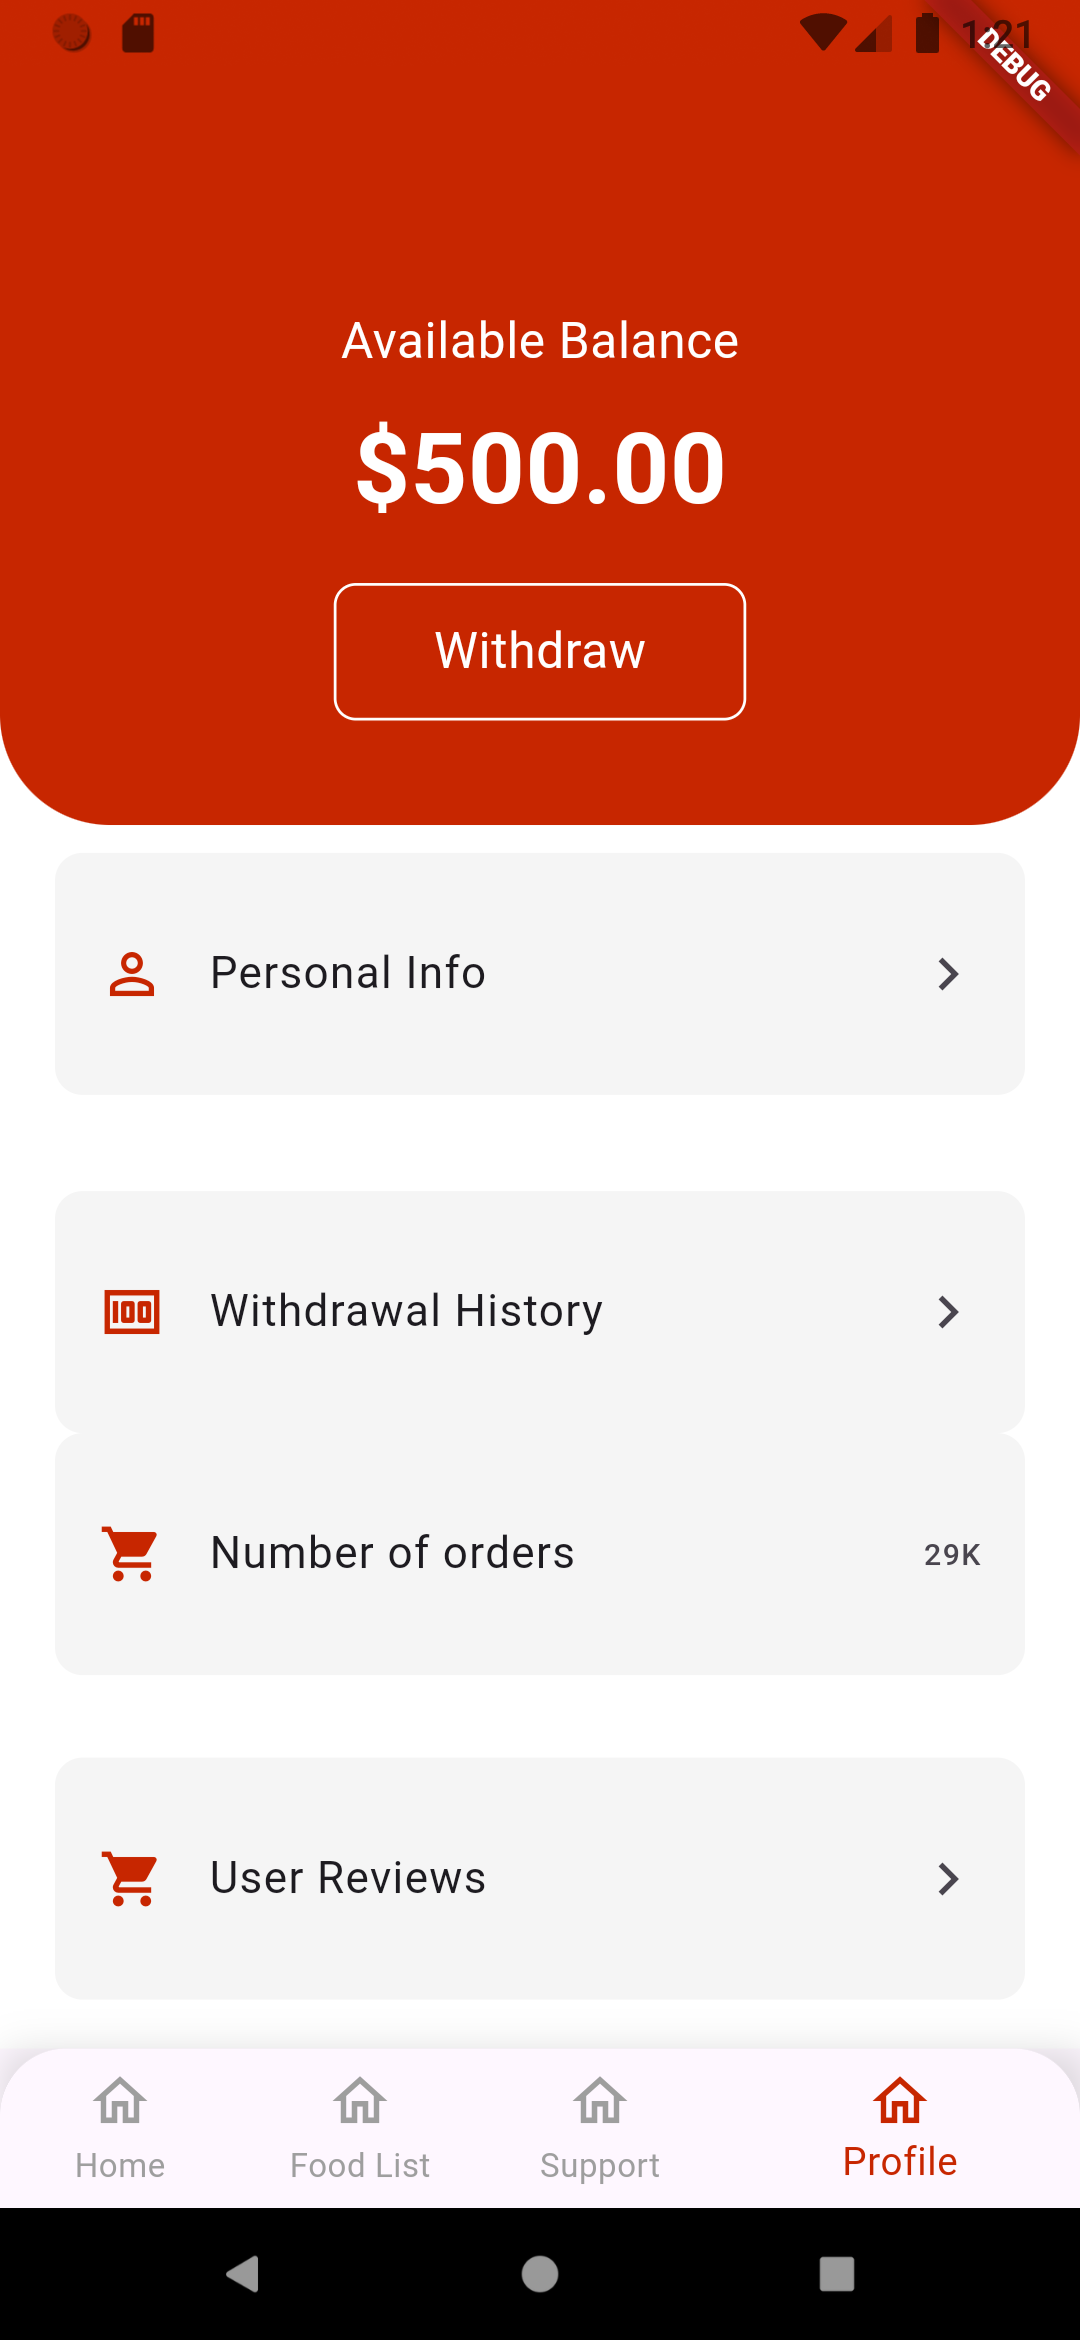 1:21
DEBUG
Available Balance
$500.00
Withdraw
Personal Info
100
Withdrawal History
Number of orders
29K
User Reviews
Home
Food List
Support
Profile